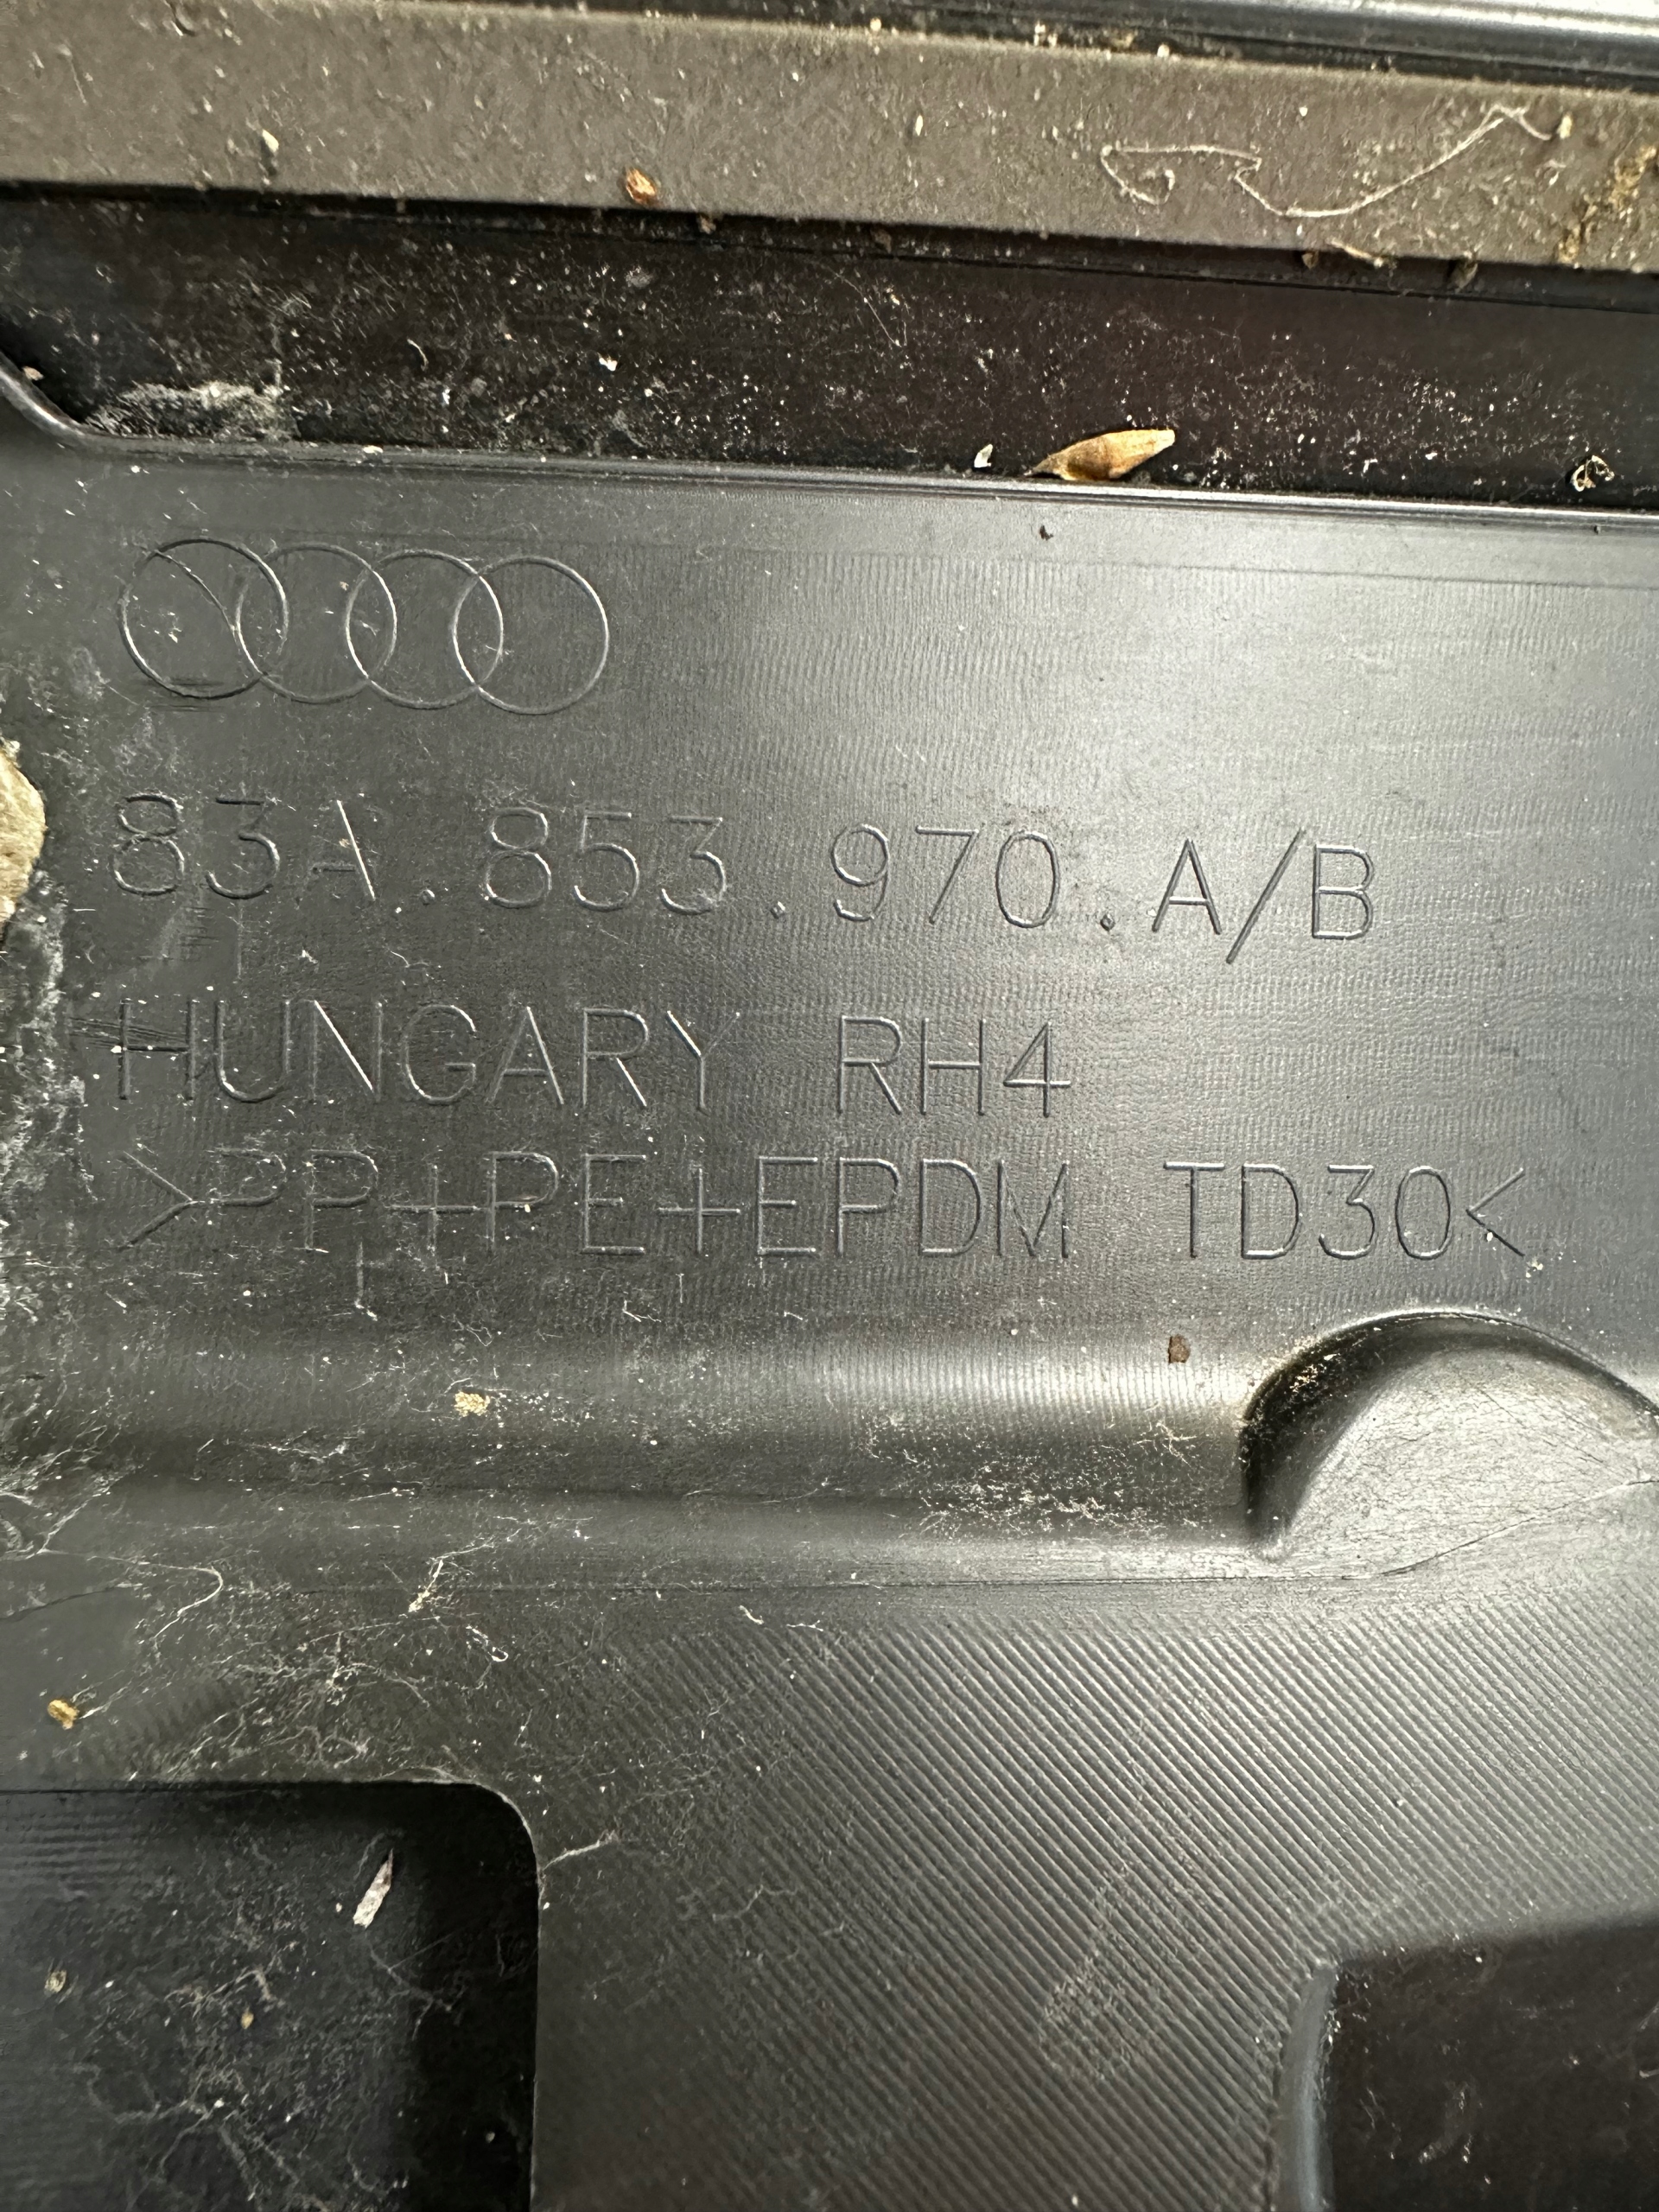 83A.853.970.A/B
HUNGARY RH4
>PP+PE+EPDM TD30<